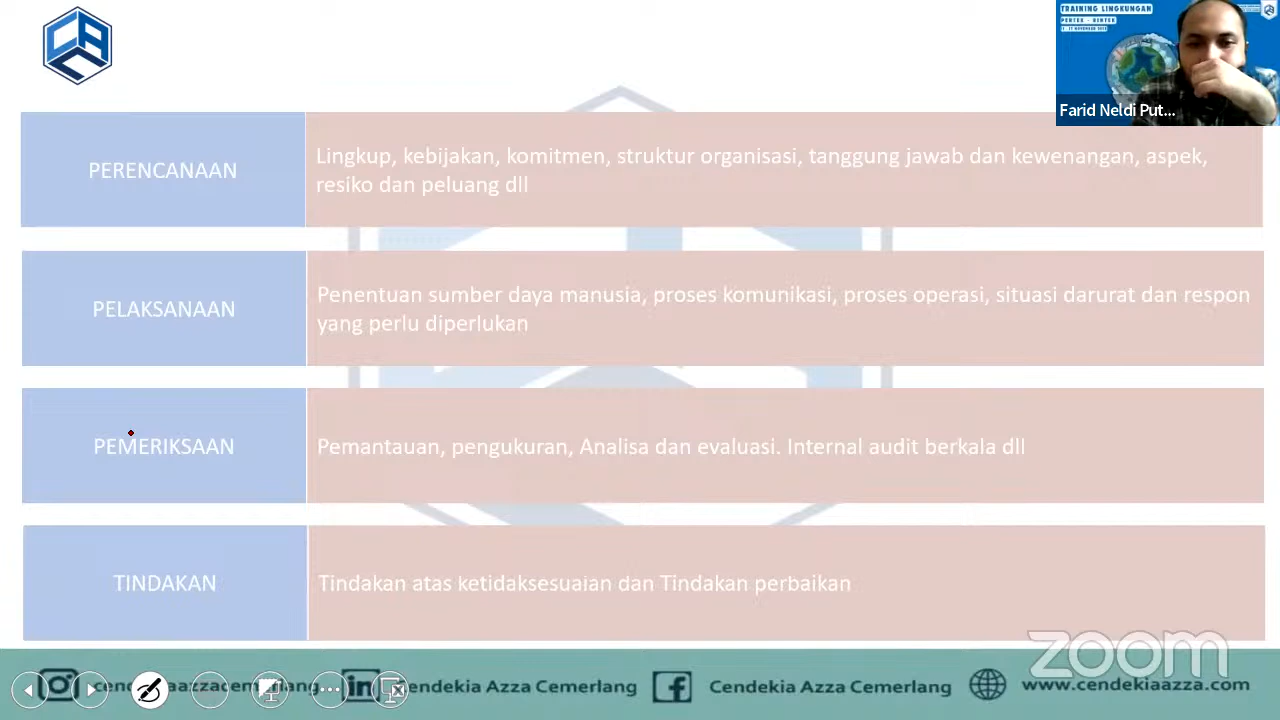 TRAINING LINGKUNGAN
Farid Neldi Put...
PERENCANAAN
Lingkup, kebijakan, komitmen, struktur organisasi, tanggung jawab dan kewenangan, aspek,
resiko dan peluang dll
PELAKSANAAN
Penentuan sumber daya manusia, proses komunikasi, proses operasi, situasi darurat dan respon
yang perlu diperlukan
PEMERIKSAAN
Pemantauan, pengukuran, Analisa dan evaluasi. Internal audit berkala dll
TINDAKAN
Tindakan atas ketidaksesuaian dan Tindakan perbaikan
zoom
cendekiaazzacemerlang
Cendekia Azza Cemerlang
Cendekia Azza Cemerlang
www.cendekiaazza.com